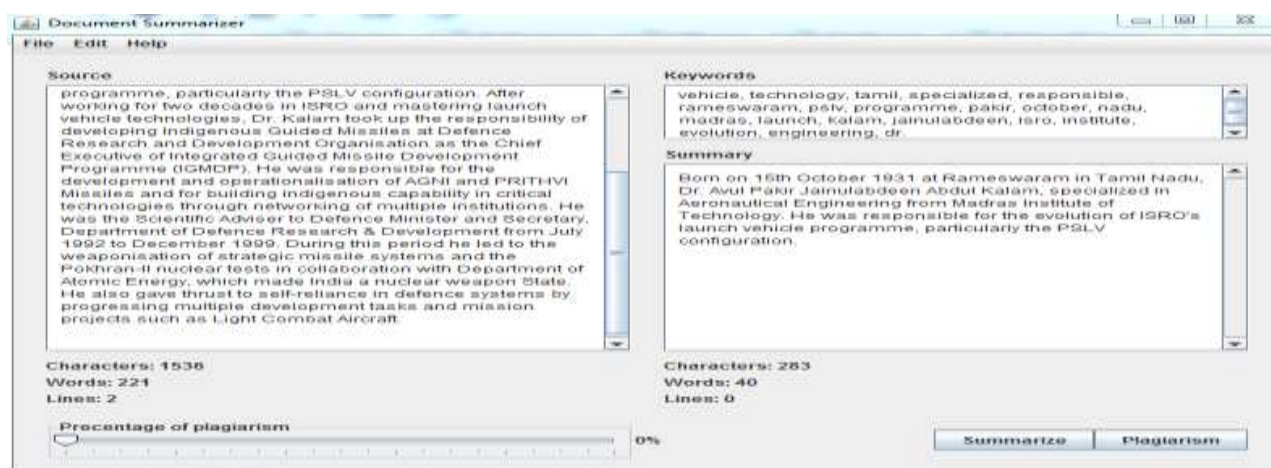 Document Summarizer
File Edit Help
Source
programme, particularly the PSLV configuration. After
working for two decades in ISRO and mastering launch
vehicle technologies, Dr. Kalam took up the responsibility of
developing Indigenous Guided Missiles at Defence
Research and Development Organisation as the Chief
Executive of Integrated Guided Missile Development
Programme (IGMDP). He was responsible for the
development and operationalisation of AGNI and PRITHVI
Missiles and for building indigenous capability in critical
technologies through networking of multiple institutions. He
was the Scientific Adviser to Defence Minister and Secretary,
Department of Defence Research & Development from July
1992 to December 1999. During this period he led to the
weaponisation of strategic missile systems and the
Pokhran-II nuclear tests in collaboration with Department of
Atomic Energy, which made India a nuclear weapon State.
He also gave thrust to self-reliance in defence systems by
progressing multiple development tasks and mission
projects such as Light Combat Aircraft.
Characters: 1536
Words: 221
Lines: 2
Precentage of plagiarism
0%
Keywords
vehicle, technology, tamil, specialized, responsible,
rameswaram, pslv, programme, pakir, october, nadu,
madras, launch, kalam, jainulabdeen, isro, institute,
evolution, engineering, dr.
Summary
Born on 15th October 1931 at Rameswaram in Tamil Nadu,
Dr. Avul Pakir Jainulabdeen Abdul Kalam, specialized in
Aeronautical Engineering from Madras Institute of
Technology. He was responsible for the evolution of ISRO's
launch vehicle programme, particularly the PSLV
configuration.
Characters: 283
Words: 40
Lines: 0
Summarize
Plagiarism